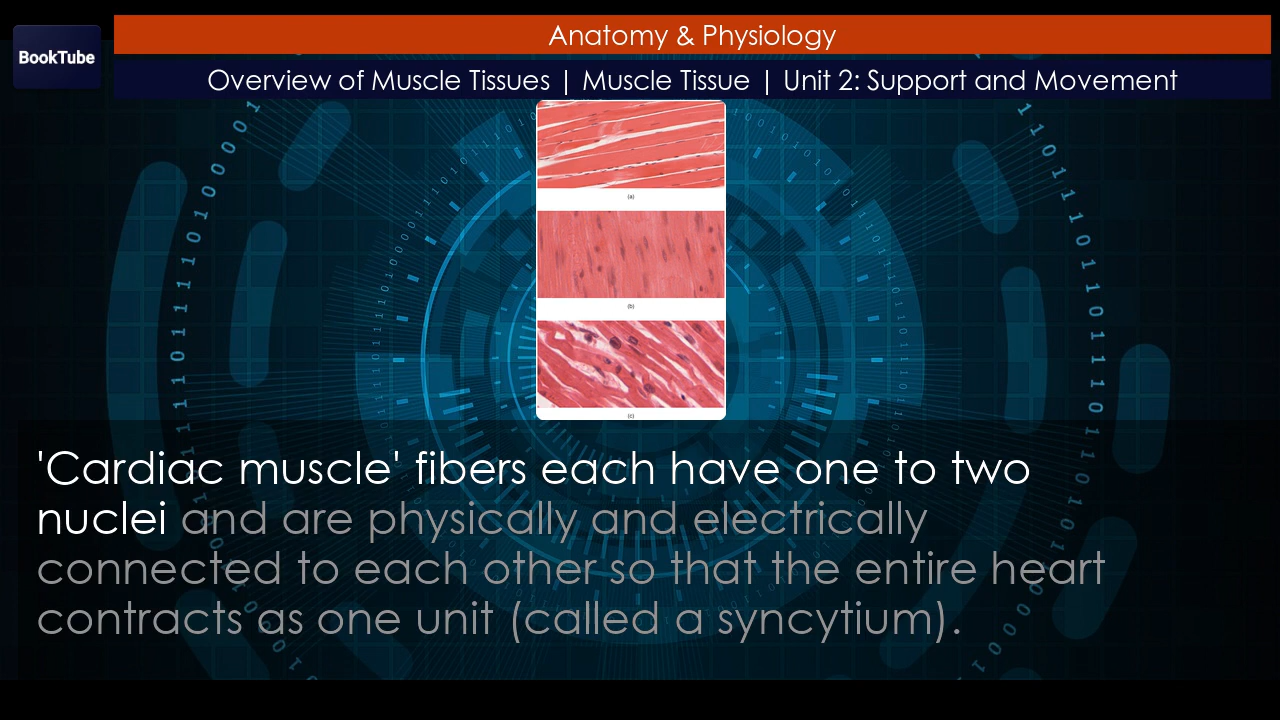 BookTube
Anatomy & Physiology
Overview of Muscle Tissues | Muscle Tissue | Unit 2: Support and Movement
(a)
(b)
(c)
'Cardiac muscle' fibers each have one to two
nuclei and are physically and electrically
connected to each other so that the entire heart
contracts as one unit (called a syncytium).